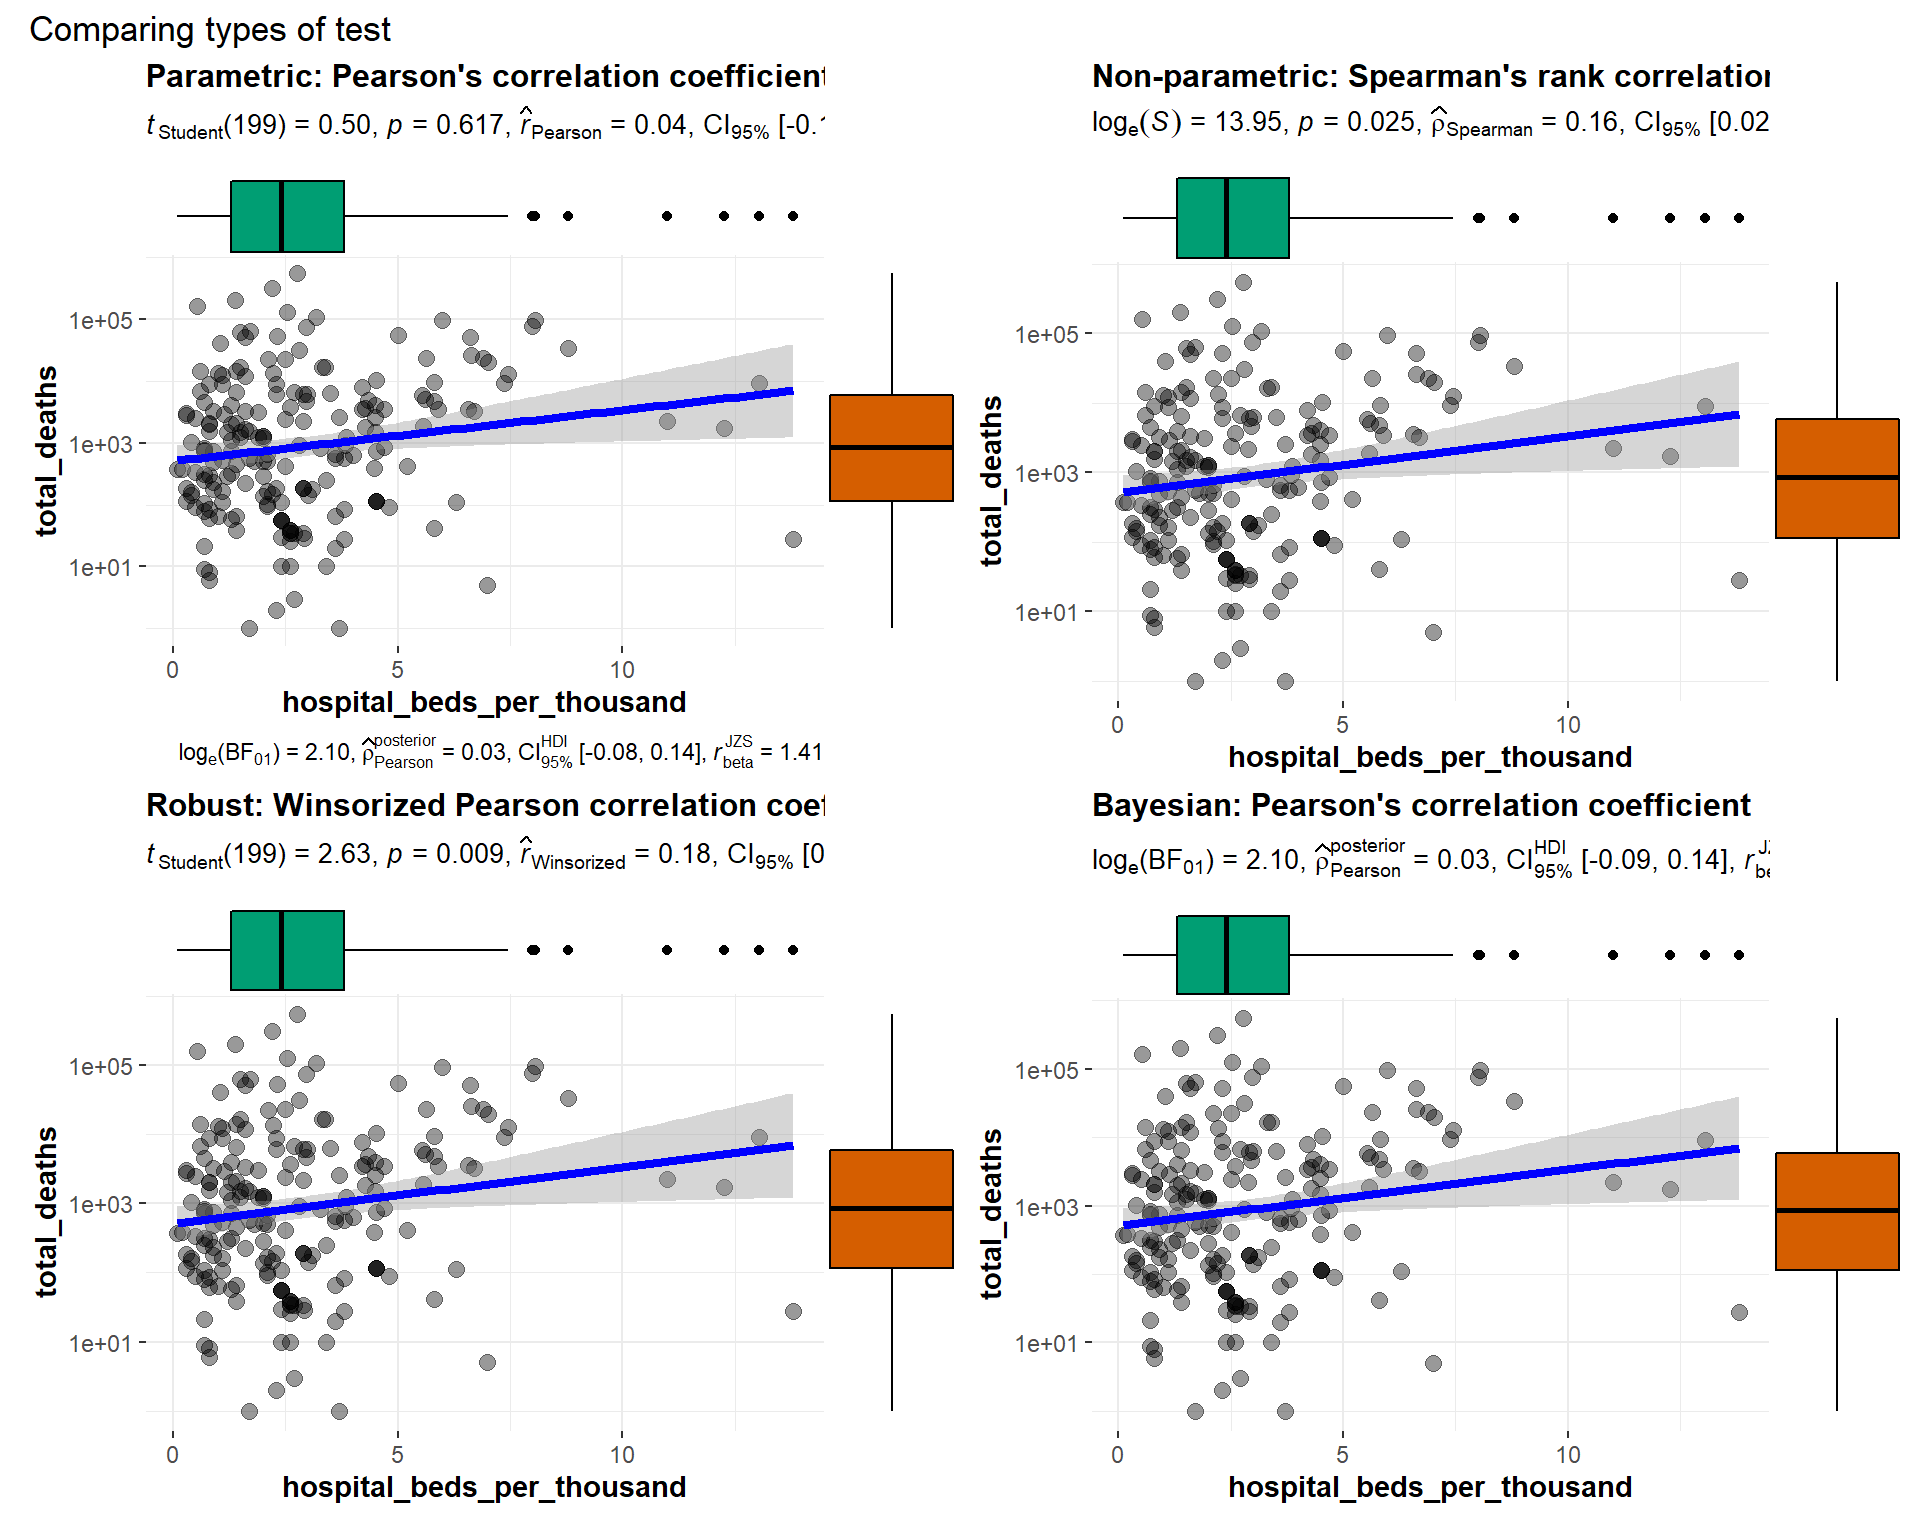 Comparing types of test
Parametric: Pearson's correlation coefficient
t Student(199) = 0.50, p = 0.617, r̂ Pearson = 0.04, CI95% [-0.1
1e+05
1e+03
1e+01
total_deaths
0 5 10
hospital_beds_per_thousand
loge(BF01) = 2.10, ρ̂ posterior Pearson = 0.03, CI HDI 95% [-0.08, 0.14], r JZS beta = 1.41
Non-parametric: Spearman's rank correlation
loge(S) = 13.95, p = 0.025, ρ̂ Spearman = 0.16, CI95% [0.02
1e+05
1e+03
1e+01
total_deaths
0 5 10
hospital_beds_per_thousand
Robust: Winsorized Pearson correlation coef
t Student(199) = 2.63, p = 0.009, r̂ Winsorized = 0.18, CI95% [0
1e+05
1e+03
1e+01
total_deaths
0 5 10
hospital_beds_per_thousand
Bayesian: Pearson's correlation coefficient
loge(BF01) = 2.10, ρ̂ posterior Pearson = 0.03, CI HDI 95% [-0.09, 0.14], r
1e+05
1e+03
1e+01
total_deaths
0 5 10
hospital_beds_per_thousand